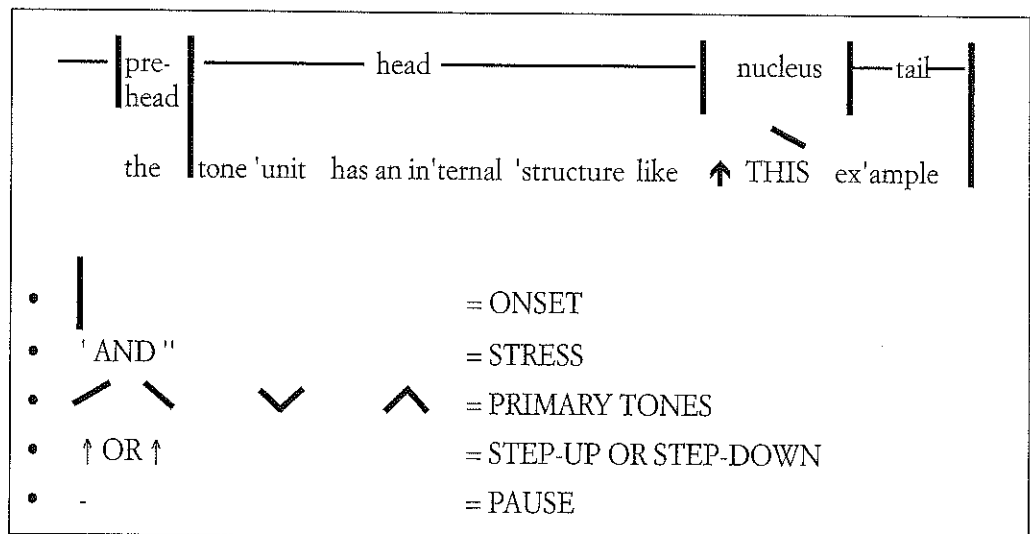 pre- head nucleus tail
head
the tone 'unit has an in'ternal 'structure like ↑ THIS ex'ample
• | = ONSET
• ' AND " = STRESS
• = PRIMARY TONES
• ↑ OR ↑ = STEP-UP OR STEP-DOWN
• - = PAUSE